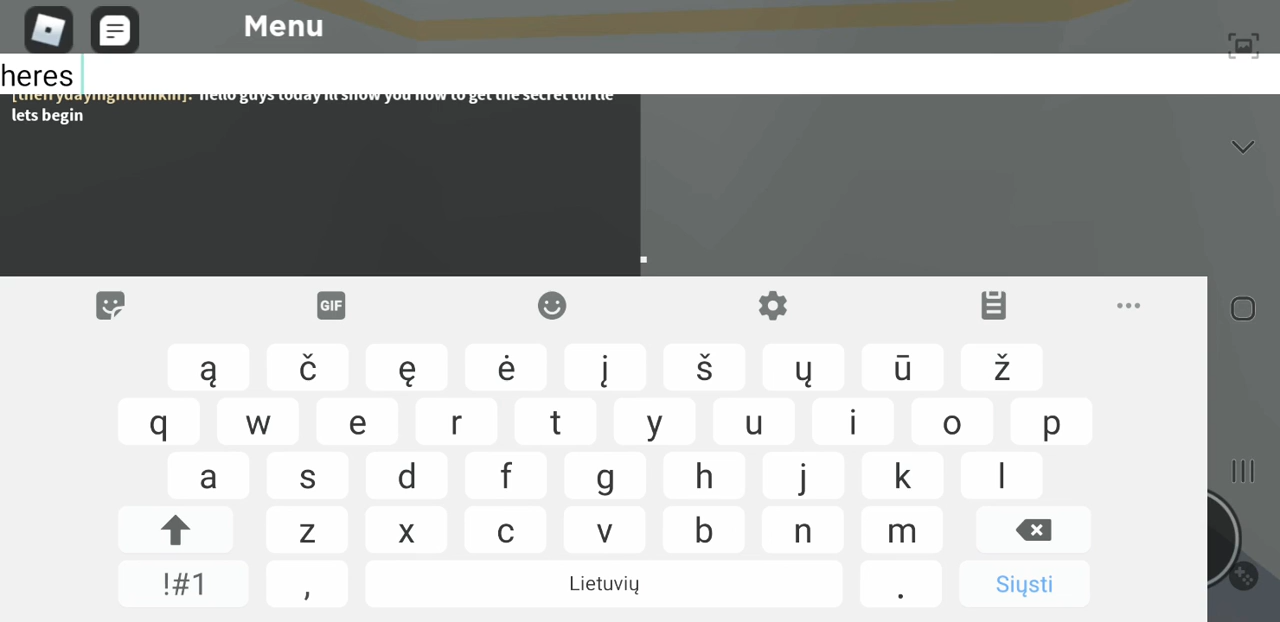 Menu
heres
hello guys today ill show you how to get the secret turtle
lets begin
GIF
ą č ę ė į š ų ū ž
q w e r t y u i o p
a s d f g h j k l
z x c v b n m
!#1 , Lietuvių . Siųsti